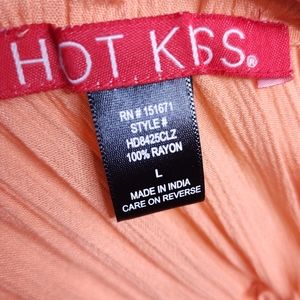 HOT KISS®
RN # 151671
STYLE #
HD8425CLZ
100% RAYON
L
MADE IN INDIA
CARE ON REVERSE